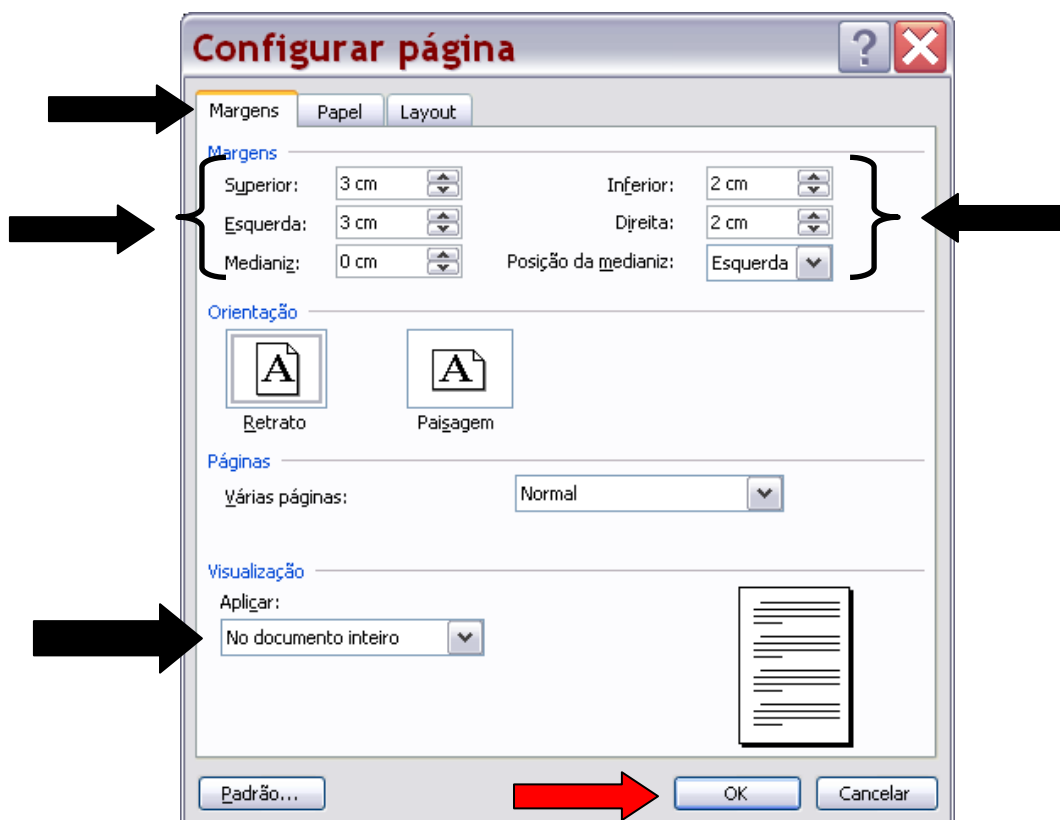 Configurar página
Margens Papel Layout
Margens
Superior: 3 cm Inferior: 2 cm
Esquerda: 3 cm Direita: 2 cm
Medianiz: 0 cm Posição da medianiz: Esquerda
Orientação
A A
Retrato Paisagem
Páginas
Várias páginas: Normal
Visualização
Aplicar:
No documento inteiro
Padrão... OK Cancelar